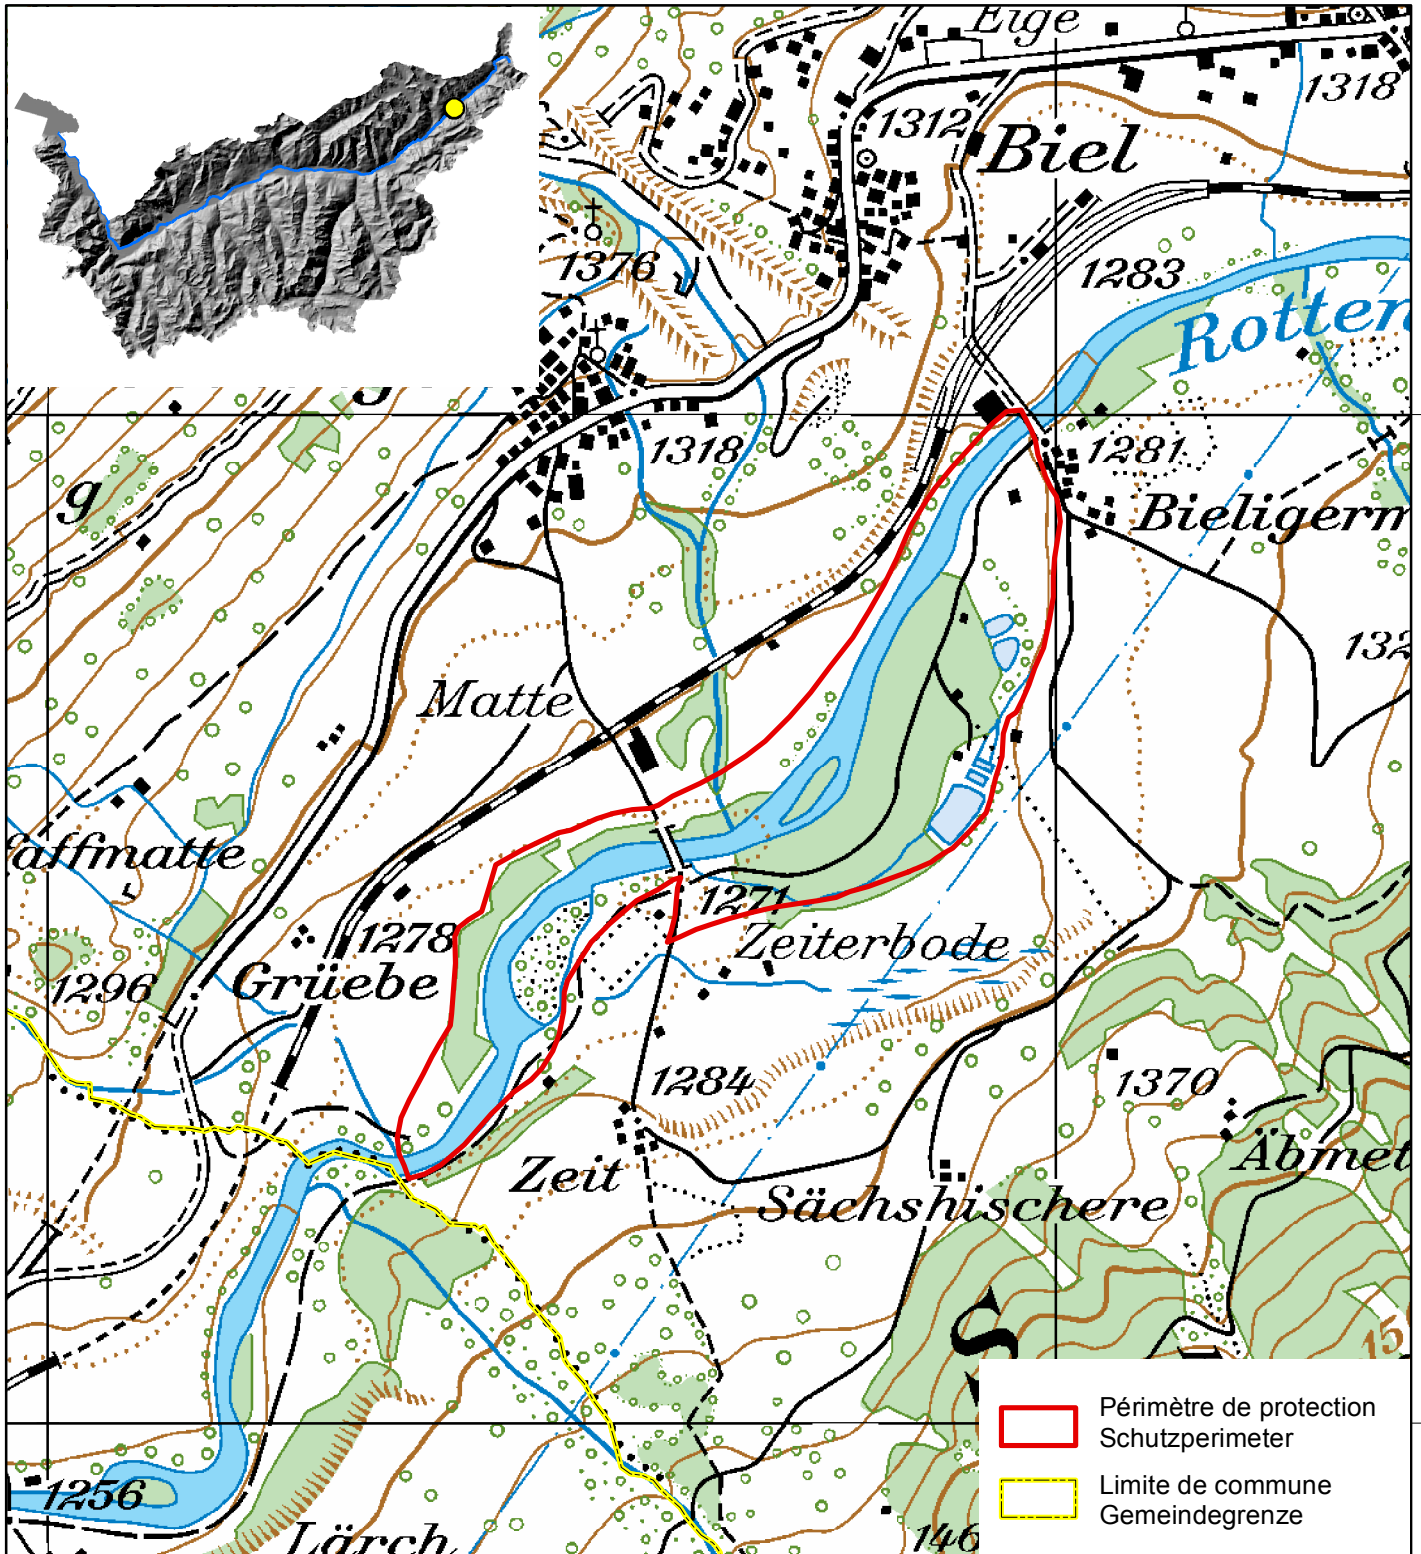 Eige
1318
1312
Biel
1376
1283
Rotten
1318
1281
g
Bieligern
132
Matte
affmatte
1271
1278
Zeiterbode
1296
Grüebe
1284
1370
Zeit
Äbmet
Sächshischere
S
15
Périmètre de protection
Schutzperimeter
Limite de commune
Gemeindegrenze
1256
Lärch
146